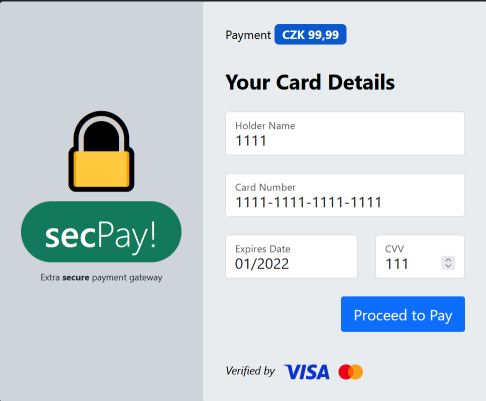 Payment CZK 99,99
Your Card Details
Holder Name
1111
Card Number
1111-1111-1111-1111
Expires Date
01/2022
CVV
111
Proceed to Pay
secPay!
Extra secure payment gateway
Verified by VISA